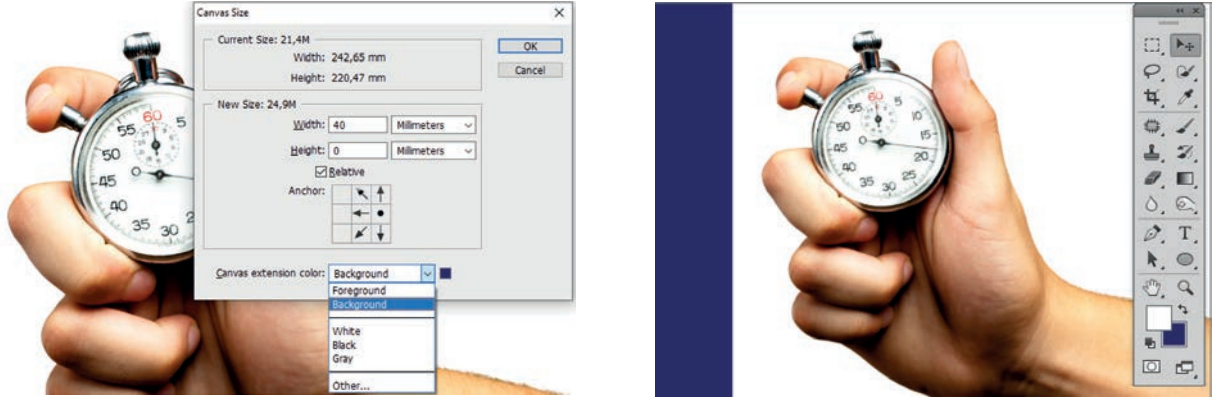 Canvas Size
Current Size: 21,4M
Width: 242,65 mm
Height: 220,47 mm
OK
Cancel
New Size: 24,9M
Width: 40 Millimeters
Height: 0 Millimeters
Relative
Anchor:
Canvas extension color: Background
Foreground
Background
White
Black
Gray
Other...
60
5
55
50
45
0
40
35
30
2
60
5
10
15
20
25
30
35
40
45
50
55
0
T